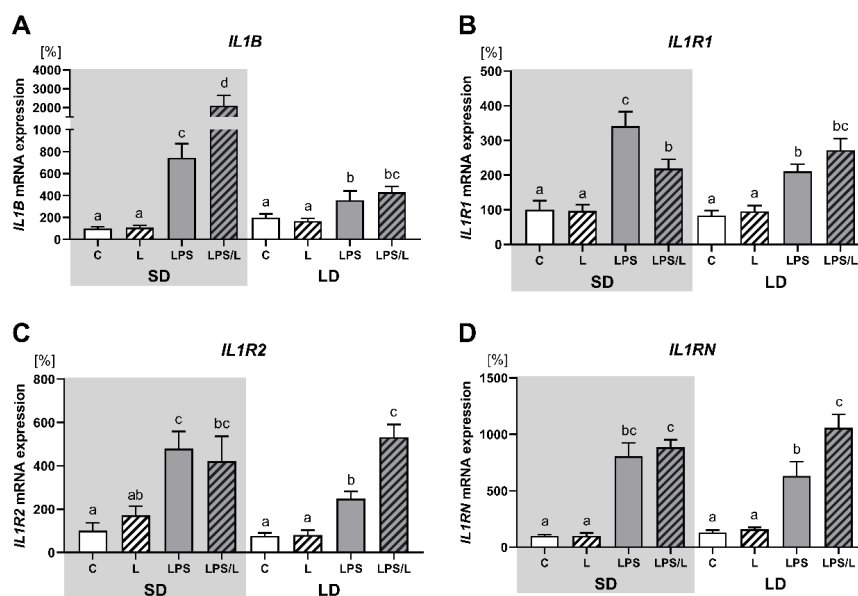 A
IL1B
[%]
IL1B mRNA expression
4000
3000
2000
1000
800
600
400
200
0
a
a
c
d
a
a
b
bc
C
L
LPS
LPS/L
C
L
LPS
LPS/L
SD
LD
B
IL1R1
[%]
IL1R1 mRNA expression
500
400
300
200
100
0
a
a
c
b
a
a
b
bc
C
L
LPS
LPS/L
C
L
LPS
LPS/L
SD
LD
C
IL1R2
[%]
IL1R2 mRNA expression
800
600
400
200
0
a
ab
c
bc
a
a
b
c
C
L
LPS
LPS/L
C
L
LPS
LPS/L
SD
LD
D
IL1RN
[%]
IL1RN mRNA expression
1500
1000
500
0
a
a
bc
c
a
a
b
c
C
L
LPS
LPS/L
C
L
LPS
LPS/L
SD
LD